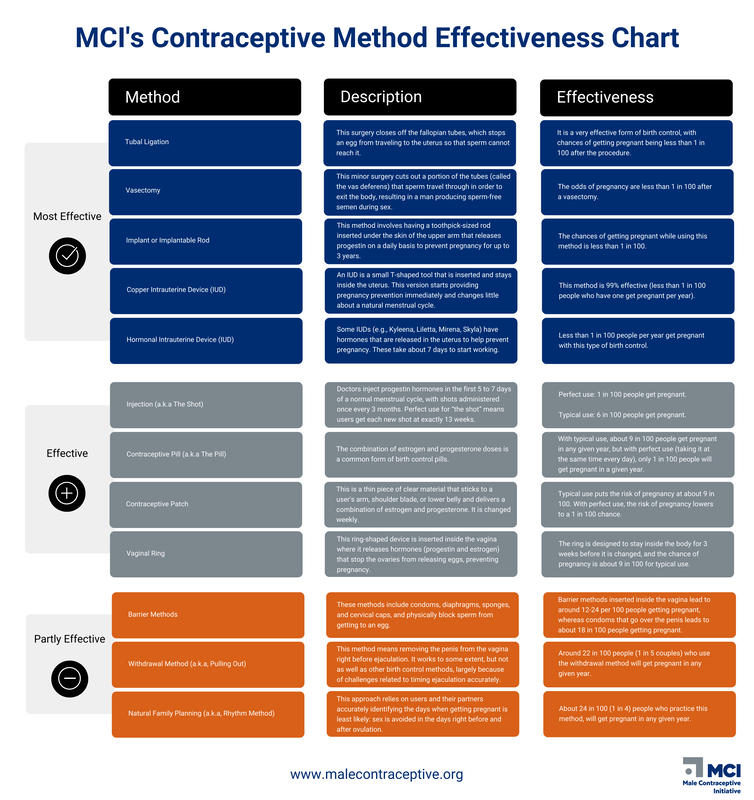 MCI's Contraceptive Method Effectiveness Chart
Method
Description
Effectiveness
Most Effective
Tubal Ligation
This surgery closes off the fallopian tubes, which stops
an egg from traveling to the uterus so that sperm cannot
reach it.
It is a very effective form of birth control, with
chances of getting pregnant being less than 1 in
100 after the procedure.
Vasectomy
This minor surgery cuts out a portion of the tubes (called
the vas deferens) that sperm travel through in order to
exit the body, resulting in a man producing sperm-free
semen during sex.
The odds of pregnancy are less than 1 in 100 after
a vasectomy.
Implant or Implantable Rod
This method involves having a toothpick-sized rod
inserted under the skin of the upper arm that releases
progestin on a daily basis to prevent pregnancy for up to
3 years.
The chances of getting pregnant while using this
method is less than 1 in 100.
Copper Intrauterine Device (IUD)
An IUD is a small T-shaped tool that is inserted and stays
inside the uterus. This version starts providing
pregnancy prevention immediately and changes little
about a natural menstrual cycle.
This method is 99% effective (less than 1 in 100
people who have one get pregnant per year).
Hormonal Intrauterine Device (IUD)
Some IUDs (e.g., Kyleena, Liletta, Mirena, Skyla) have
hormones that are released in the uterus to help prevent
pregnancy. These take about 7 days to start working.
Less than 1 in 100 people per year get pregnant
with this type of birth control.
Effective
Injection (a.k.a The Shot)
Doctors inject progestin hormones in the first 5 to 7 days
of a normal menstrual cycle, with shots administered
once every 3 months. Perfect use for "the shot" means
users get each new shot at exactly 13 weeks.
Perfect use: 1 in 100 people get pregnant.
Typical use: 6 in 100 people get pregnant.
Contraceptive Pill (a.k.a The Pill)
The combination of estrogen and progesterone doses is
a common form of birth control pills.
With typical use, about 9 in 100 people get pregnant
in any given year, but with perfect use (taking it at
the same time every day), only 1 in 100 people will
get pregnant in a given year.
Contraceptive Patch
This is a thin piece of clear material that sticks to a
user's arm, shoulder blade, or lower belly and delivers a
combination of estrogen and progesterone. It is changed
weekly.
Typical use puts the risk of pregnancy at about 9 in
100. With perfect use, the risk of pregnancy lowers
to a 1 in 100 chance.
Vaginal Ring
This ring-shaped device is inserted inside the vagina
where it releases hormones (progestin and estrogen)
that stop the ovaries from releasing eggs, preventing
pregnancy.
The ring is designed to stay inside the body for 3
weeks before it is changed, and the chance of
pregnancy is about 9 in 100 for typical use.
Partly Effective
Barrier Methods
These methods include condoms, diaphragms, sponges,
and cervical caps, and physically block sperm from
getting to an egg.
Barrier methods inserted inside the vagina lead to
around 12-24 per 100 people getting pregnant,
whereas condoms that go over the penis leads to
about 18 in 100 people getting pregnant.
Withdrawal Method (a.k.a, Pulling Out)
This method means removing the penis from the vagina
right before ejaculation. It works to some extent, but not
as well as other birth control methods, largely because
of challenges related to timing ejaculation accurately.
Around 22 in 100 people (1 in 5 couples) who use
the withdrawal method will get pregnant in any
given year.
Natural Family Planning (a.k.a, Rhythm Method)
This approach relies on users and their partners
accurately identifying the days when getting pregnant is
least likely: sex is avoided in the days right before and
after ovulation.
About 24 in 100 (1 in 4) people who practice this
method, will get pregnant in any given year.
www.malecontraceptive.org
MCI
Male Contraceptive
Initiative